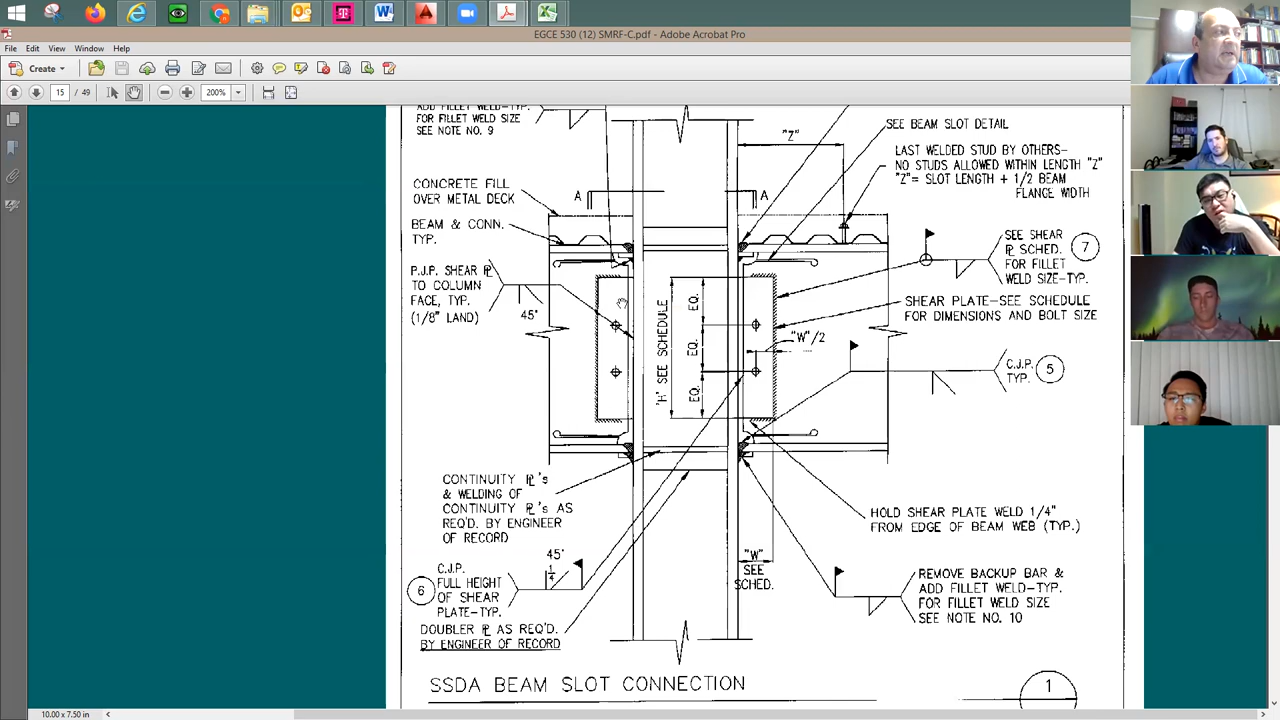 EGCE 530 (12) SMRF-C.pdf - Adobe Acrobat Pro
File Edit View Window Help
Create
15 / 49
200%
ADD FILLET WELD-TYP.
FOR FILLET WELD SIZE
SEE NOTE NO. 9
"Z"
SEE BEAM SLOT DETAIL
LAST WELDED STUD BY OTHERS-
NO STUDS ALLOWED WITHIN LENGTH "Z"
"Z"= SLOT LENGTH + 1/2 BEAM
FLANGE WIDTH
CONCRETE FILL
OVER METAL DECK
A
A
BEAM & CONN.
TYP.
SEE SHEAR
PL SCHED.
FOR FILLET
WELD SIZE-TYP.
7
P.J.P. SHEAR PL
TO COLUMN
FACE, TYP.
(1/8" LAND)
45°
"H" SEE SCHEDULE
EQ.
EQ.
EQ.
SHEAR PLATE-SEE SCHEDULE
FOR DIMENSIONS AND BOLT SIZE
"W"/2
C.J.P.
TYP.
5
CONTINUITY PL's
& WELDING OF
CONTINUITY PL's AS
REQ'D. BY ENGINEER
OF RECORD
HOLD SHEAR PLATE WELD 1/4"
FROM EDGE OF BEAM WEB (TYP.)
"W"
SEE
SCHED.
45°
1/4
6
C.J.P.
FULL HEIGHT
OF SHEAR
PLATE-TYP.
REMOVE BACKUP BAR &
ADD FILLET WELD-TYP.
FOR FILLET WELD SIZE
SEE NOTE NO. 10
DOUBLER PL AS REQ'D.
BY ENGINEER OF RECORD
SSDA BEAM SLOT CONNECTION
1
10.00 x 7.50 in